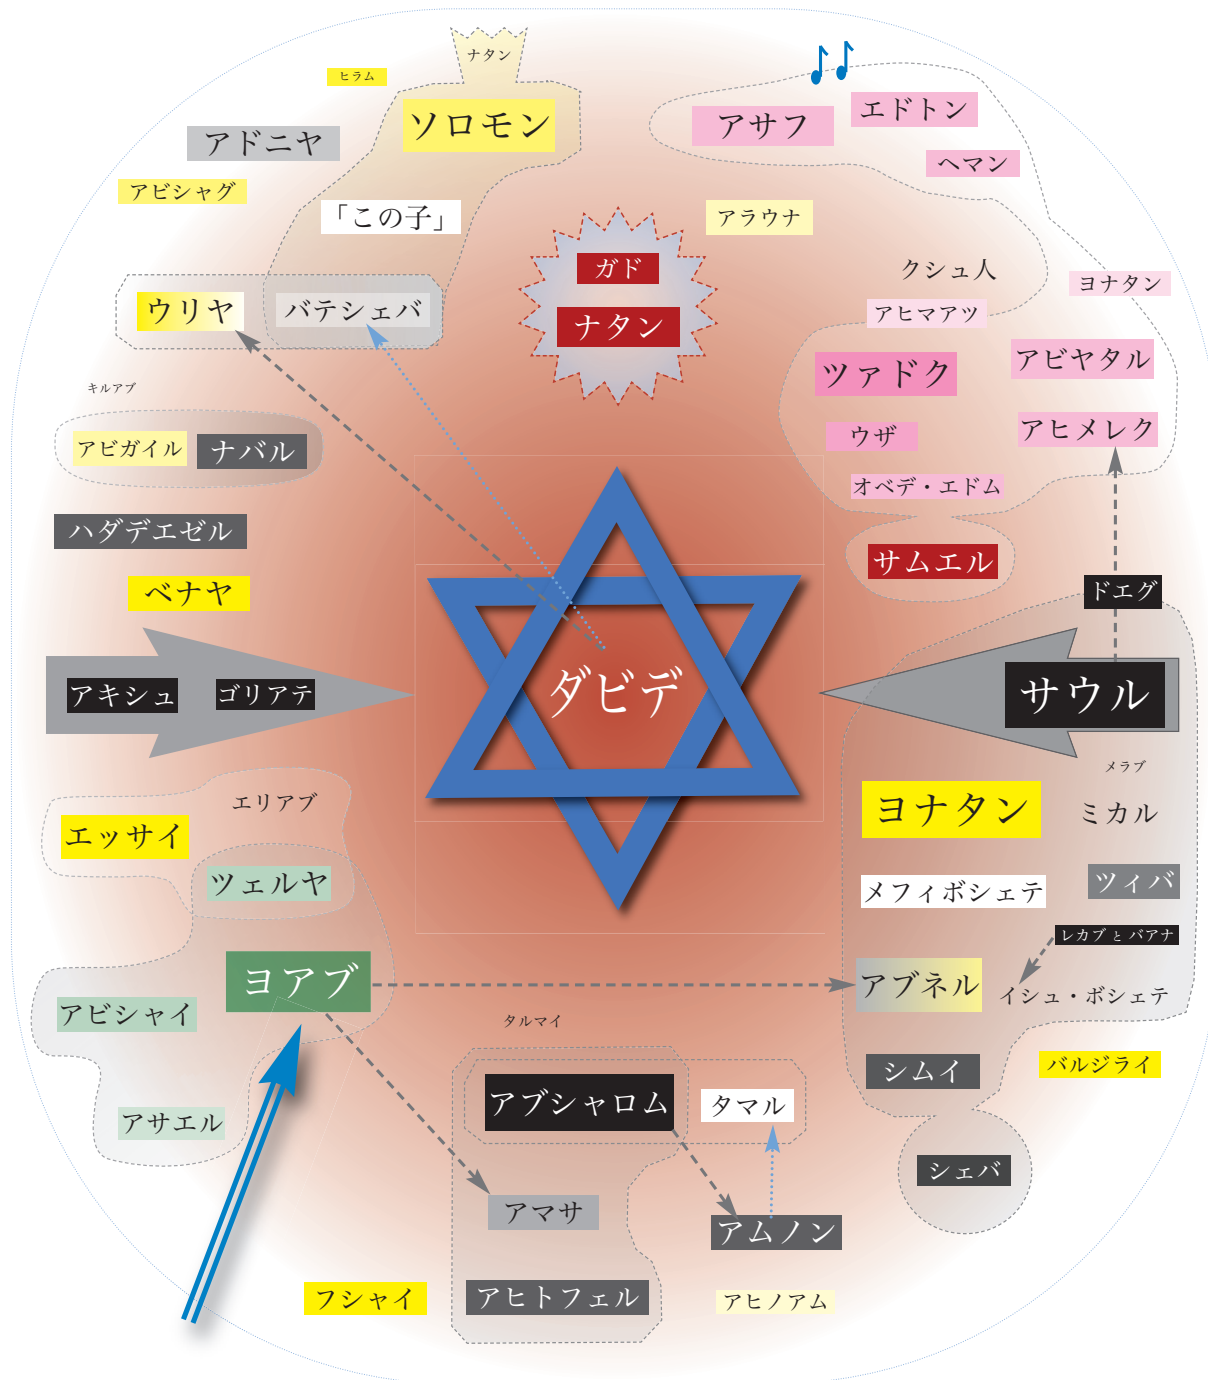 ナタン
ヒラム
ソロモン
アドニヤ
アビシャグ
「この子」
ウリヤ
バテシェバ
キルアブ
アビガイル
ナバル
ハダデエゼル
ベナヤ
アキシュ
ゴリアテ
アサフ
エドトン
ヘマン
アラウナ
ガド
ナタン
クシュ人
ヨナタン
アヒマアツ
ツァドク
アビヤタル
ウザ
アヒメレク
オベデ・エドム
サムエル
ドエグ
ダビデ
サウル
メラブ
ヨナタン
ミカル
メフィボシェテ
ツィバ
レカブ と バアナ
アブネル
イシュ・ボシェテ
シムイ
バルジライ
シェバ
エリアブ
エッサイ
ツェルヤ
ヨアブ
アビシャイ
アサエル
タルマイ
アブシャロム
タマル
アマサ
アムノン
フシャイ
アヒトフェル
アヒノアム